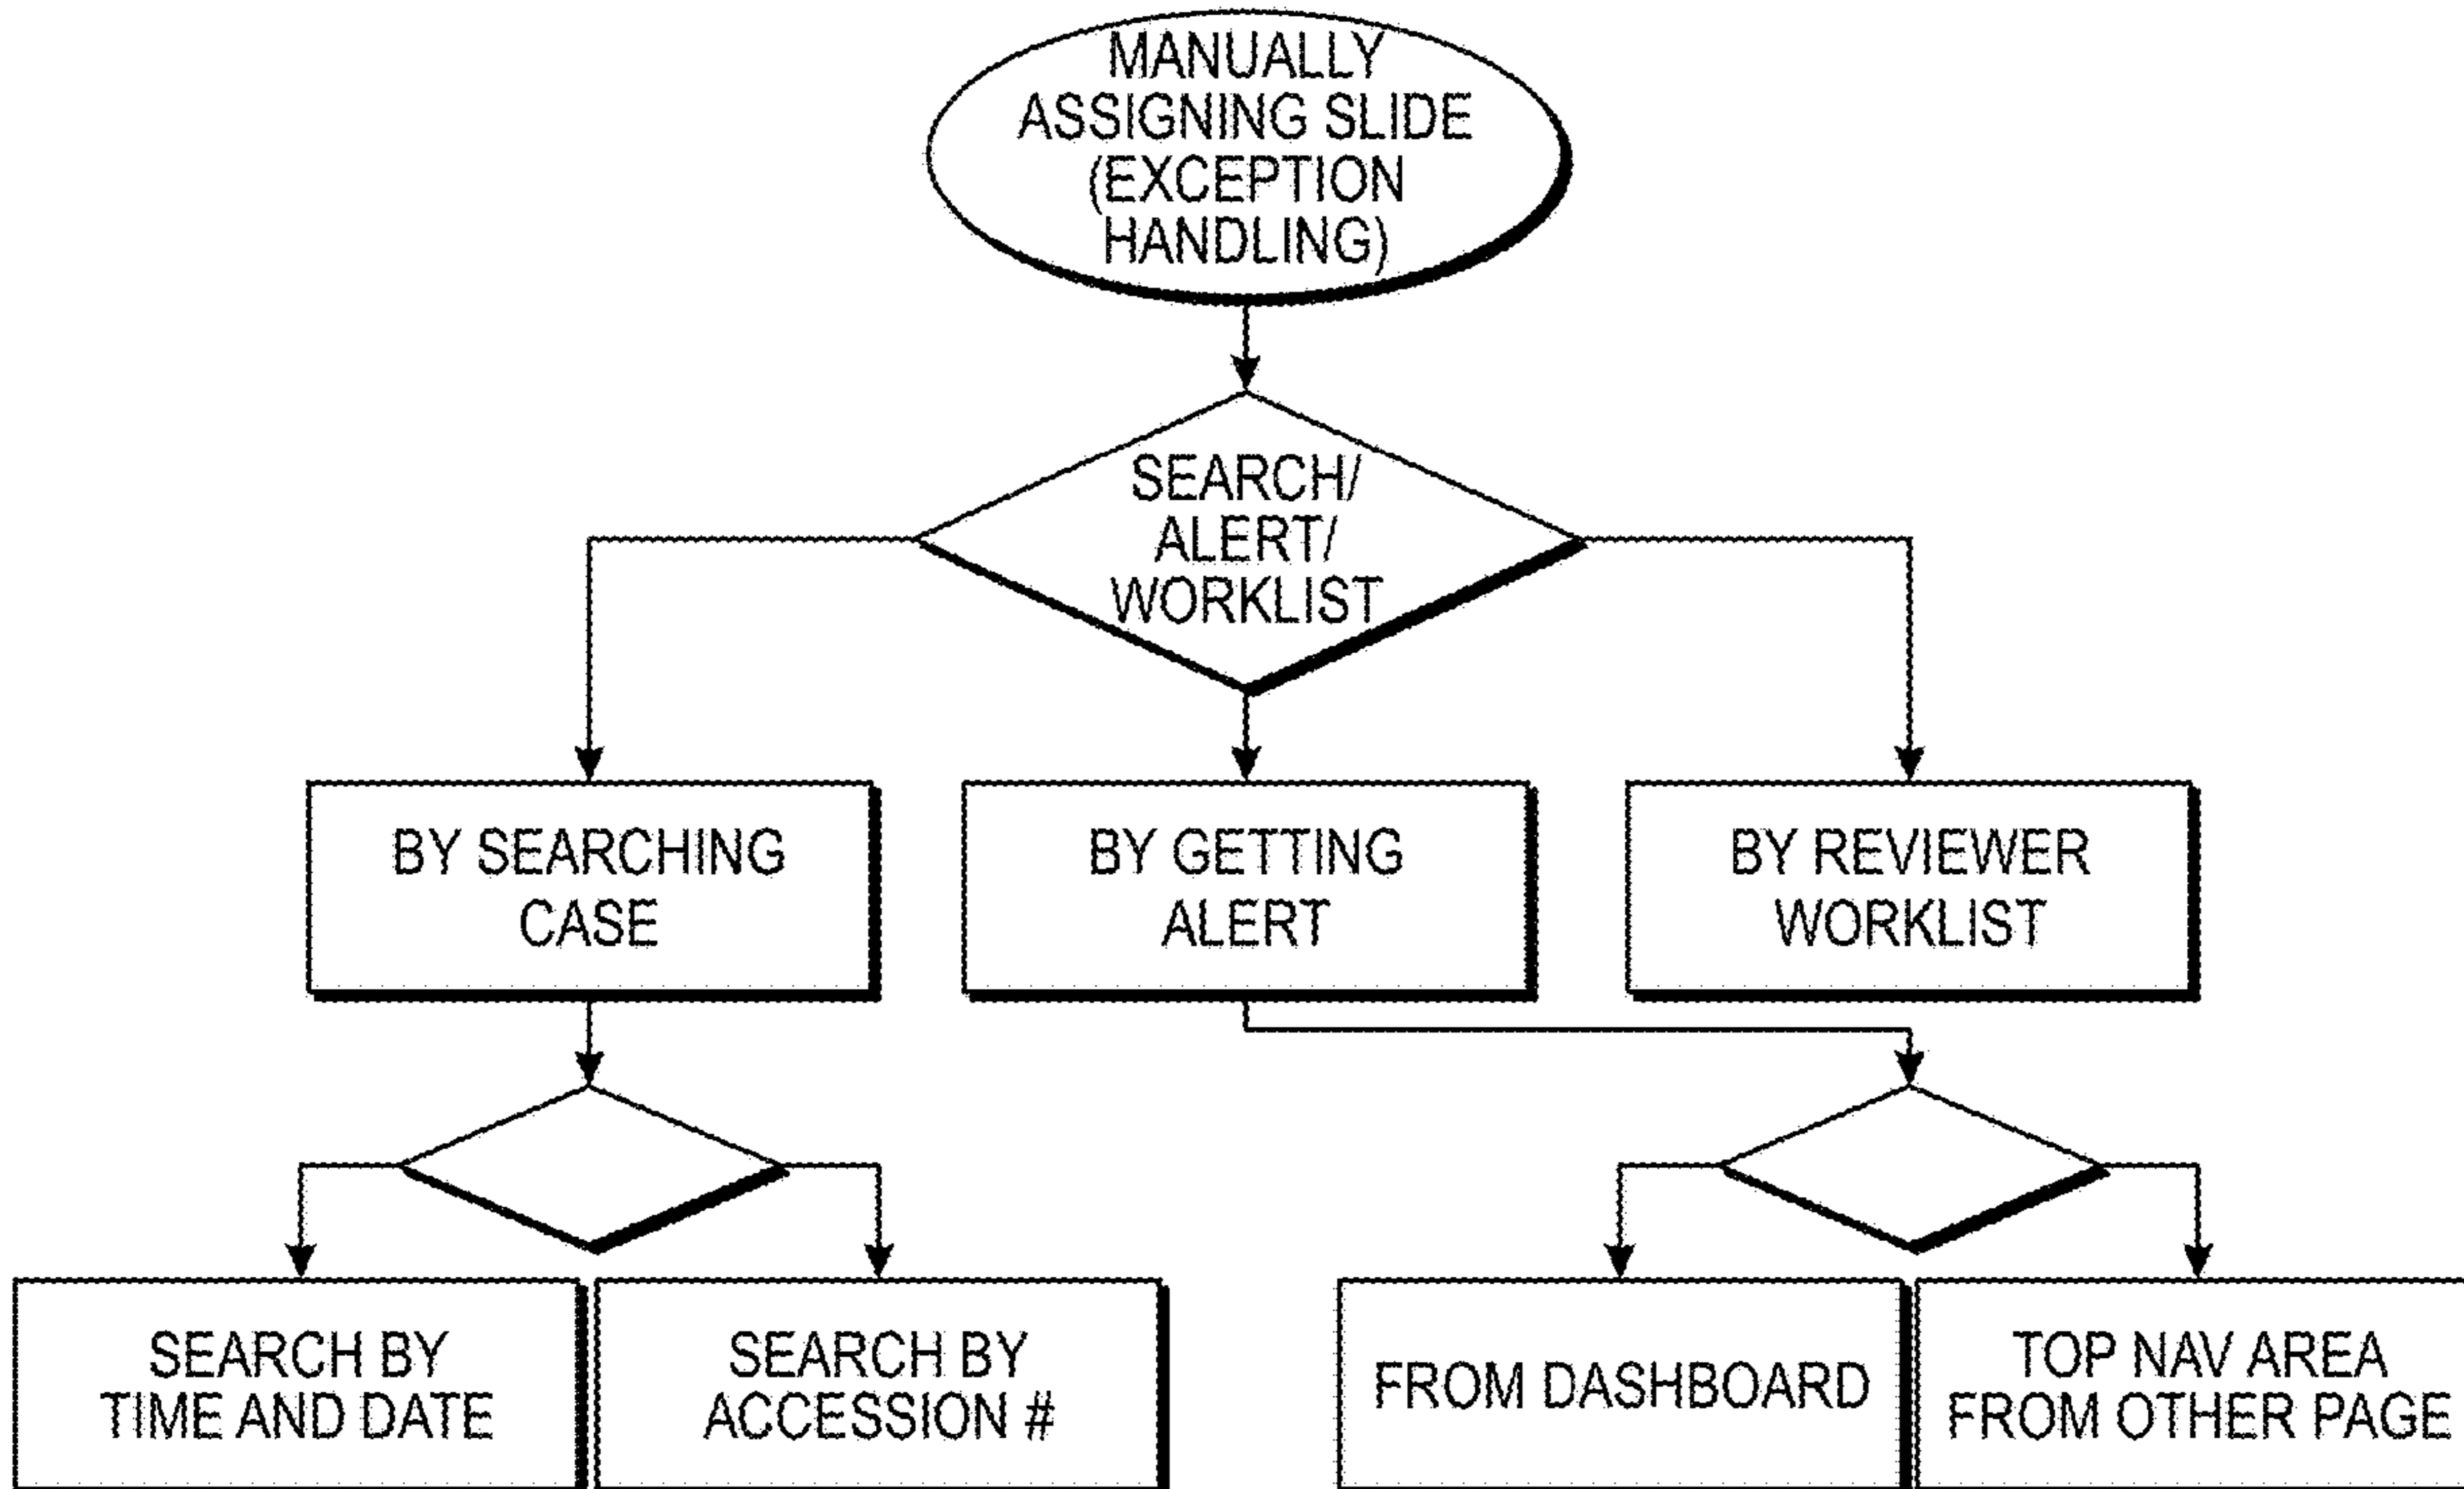 MANUALLY
ASSIGNING SLIDE
(EXCEPTION
HANDLING)
SEARCH/
ALERT/
WORKLIST
BY SEARCHING
CASE
BY GETTING
ALERT
BY REVIEWER
WORKLIST
SEARCH BY
TIME AND DATE
SEARCH BY
ACCESSION #
FROM DASHBOARD
TOP NAV AREA
FROM OTHER PAGE